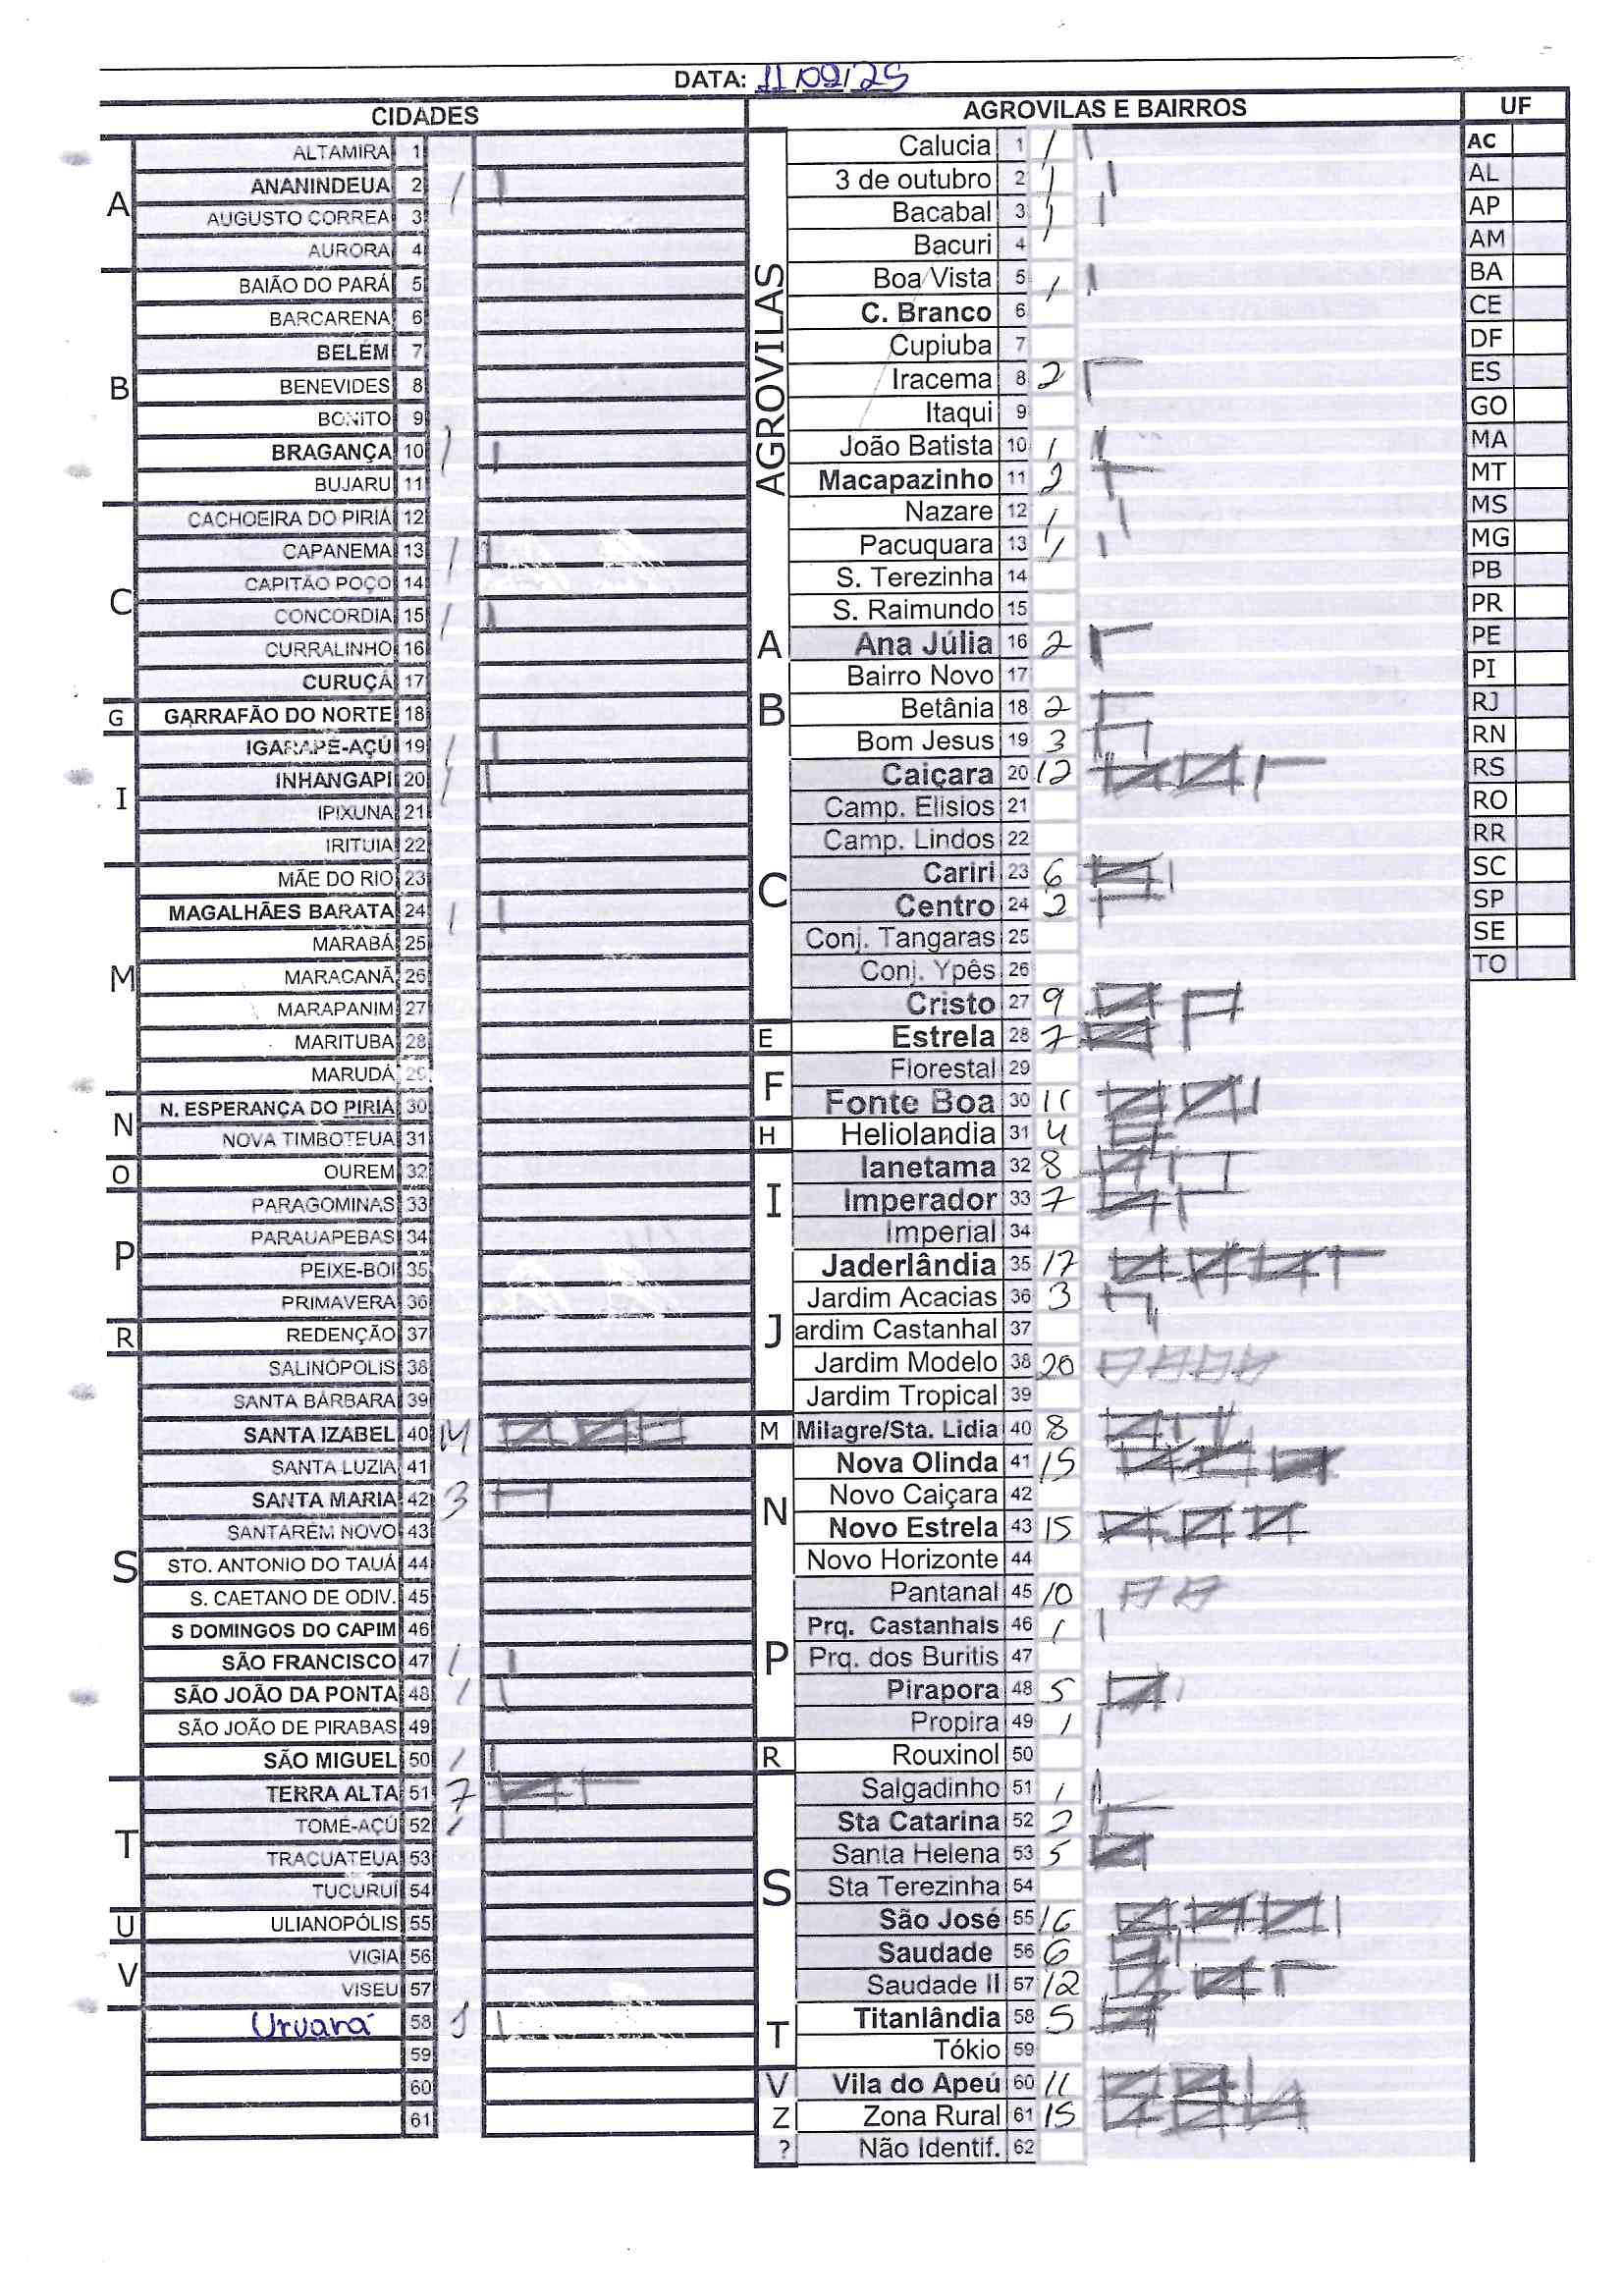 DATA: 11/09/25
CIDADES
A
ALTAMIRA 1
ANANINDEUA 2 1
AUGUSTO CORREA 3
AURORA 4
B
BAIÃO DO PARÁ 5
BARCARENA 6
BELÉM 7
BENEVIDES 8
BONITO 9
BRAGANÇA 10 1
BUJARU 11
C
CACHOEIRA DO PIRIÁ 12
CAPANEMA 13 1
CAPITÃO POÇO 14
CONCORDIA 15 1
CURRALINHO 16
CURUÇÁ 17
G
GARRAFÃO DO NORTE 18
I
IGARAPÉ-AÇÚ 19 1
INHANGAPI 20 1
IPIXUNA 21
IRITUIA 22
M
MÃE DO RIO 23
MAGALHÃES BARATA 24 1
MARABÁ 25
MARACANÃ 26
MARAPANIM 27
MARITUBA 28
MARUDÁ 29
N
N. ESPERANÇA DO PIRIÁ 30
NOVA TIMBOTEUA 31
O
OUREM 32
P
PARAGOMINAS 33
PARAUAPEBAS 34
PEIXE-BOI 35
PRIMAVERA 36
R
REDENÇÃO 37
S
SALINÓPOLIS 38
SANTA BÁRBARA 39
SANTA IZABEL 40 14
SANTA LUZIA 41
SANTA MARIA 42 3
SANTARÉM NOVO 43
STO. ANTONIO DO TAUÁ 44
S. CAETANO DE ODIV. 45
S DOMINGOS DO CAPIM 46
SÃO FRANCISCO 47 1
SÃO JOÃO DA PONTA 48 1
SÃO JOÃO DE PIRABAS 49
SÃO MIGUEL 50 1
T
TERRA ALTA 51 7
TOMÉ-AÇÚ 52 1
TRACUATEUA 53
TUCURUÍ 54
U
ULIANOPÓLIS 55
V
VIGIA 56
VISEU 57
Uruará 58 1
59
60
61
AGROVILAS E BAIRROS
AGROVILAS
Calucia 1 1
3 de outubro 2 1
Bacabal 3 1
Bacuri 4
Boa Vista 5 1
C. Branco 6
Cupiuba 7
Iracema 8 2
Itaqui 9
João Batista 10 1
Macapazinho 11 2
Nazare 12 1
Pacuquara 13 1
S. Terezinha 14
S. Raimundo 15
A
Ana Júlia 16 2
Bairro Novo 17
B
Betânia 18 2
Bom Jesus 19 3
Caiçara 20 12
Camp. Elisios 21
Camp. Lindos 22
C
Cariri 23 6
Centro 24 2
Conj. Tangaras 25
Conj. Ypês 26
Cristo 27 9
E
Estrela 28 7
F
Florestal 29
Fonte Boa 30 11
H
Heliolandia 31 4
I
Ianetama 32 8
Imperador 33 7
Imperial 34
J
Jaderlândia 35 17
Jardim Acacias 36 3
ardim Castanhal 37
Jardim Modelo 38 20
Jardim Tropical 39
M
Milagre/Sta. Lidia 40 8
N
Nova Olinda 41 15
Novo Caiçara 42
Novo Estrela 43 15
Novo Horizonte 44
P
Pantanal 45 10
Prq. Castanhais 46 1
Prq. dos Buritis 47
Pirapora 48 5
Propira 49 1
R
Rouxinol 50
S
Salgadinho 51 1
Sta Catarina 52 2
Santa Helena 53 5
Sta Terezinha 54
São José 55 16
Saudade 56 6
Saudade II 57 12
T
Titanlândia 58 5
Tókio 59
V
Vila do Apeú 60 11
Z
Zona Rural 61 15
?
Não Identif. 62
UF
AC
AL
AP
AM
BA
CE
DF
ES
GO
MA
MT
MS
MG
PB
PR
PE
PI
RJ
RN
RS
RO
RR
SC
SP
SE
TO